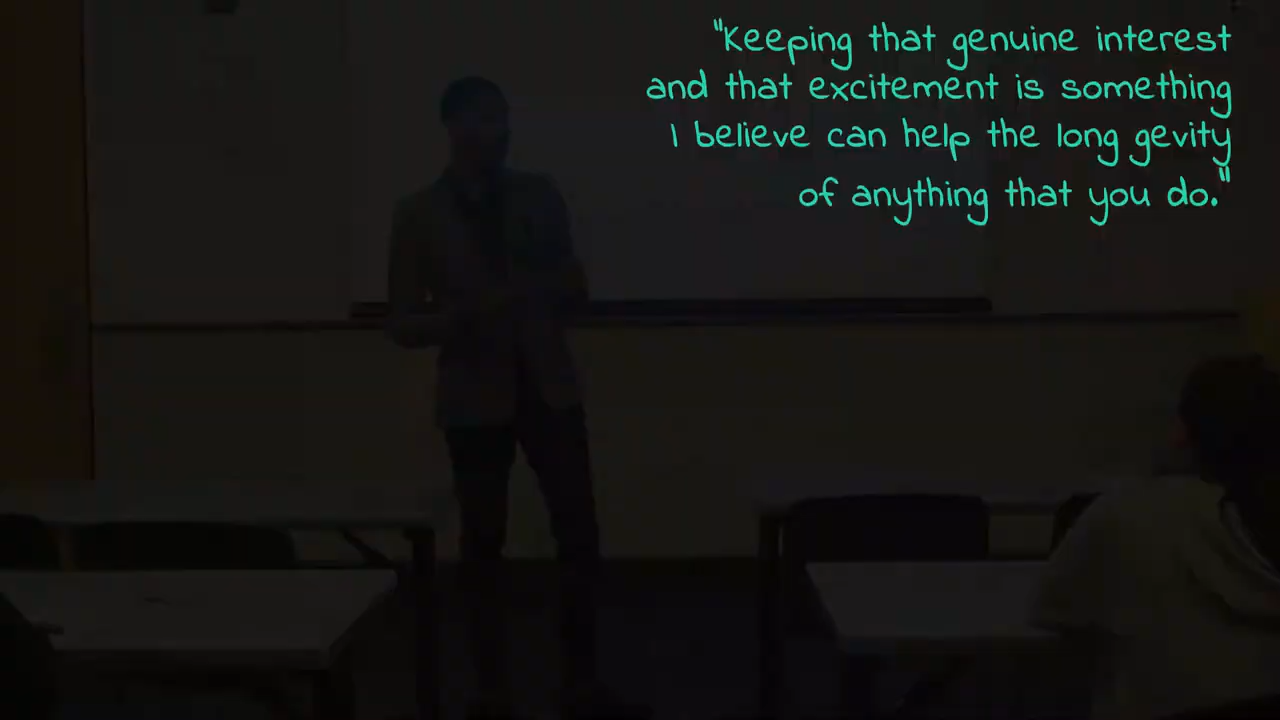 "Keeping that genuine interest
and that excitement is something
I believe can help the long gevity
of anything that you do."